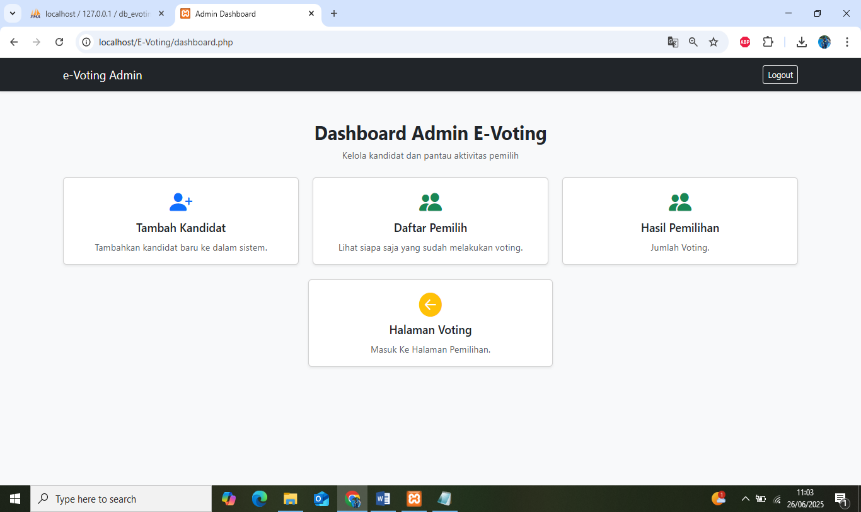 localhost / 127.0.0.1 / db_evotin
Admin Dashboard
localhost/E-Voting/dashboard.php
ABP
e-Voting Admin
Logout
Dashboard Admin E-Voting
Kelola kandidat dan pantau aktivitas pemilih
Tambah Kandidat
Tambahkan kandidat baru ke dalam sistem.
Daftar Pemilih
Lihat siapa saja yang sudah melakukan voting.
Hasil Pemilihan
Jumlah Voting.
Halaman Voting
Masuk Ke Halaman Pemilihan.
Type here to search
11:03
26/06/2025
1